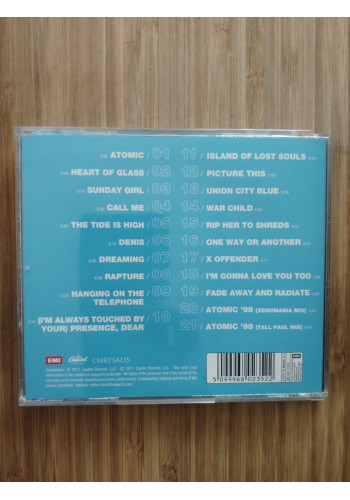 ATOMIC / 01
HEART OF GLASS / 02
SUNDAY GIRL / 03
CALL ME / 04
THE TIDE IS HIGH / 05
DENIS / 06
DREAMING / 07
RAPTURE / 08
HANGING ON THE
TELEPHONE / 09
(I'M ALWAYS TOUCHED BY
YOUR) PRESENCE, DEAR / 10
11 / ISLAND OF LOST SOULS
12 / PICTURE THIS
13 / UNION CITY BLUE
14 / WAR CHILD
15 / RIP HER TO SHREDS
16 / ONE WAY OR ANOTHER
17 / X OFFENDER
18 / I'M GONNA LOVE YOU TOO
19 / FADE AWAY AND RADIATE
20 / ATOMIC '98 (XENOMANIA MIX)
21 / ATOMIC '98 (TALL PAUL MIX)
EMI
Capitol
CHRYSALIS
5 099968 023522